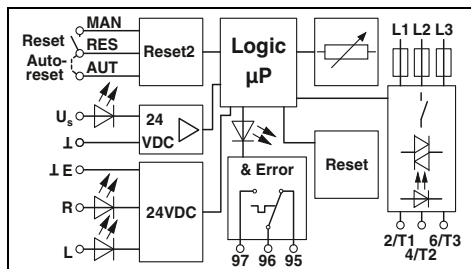 MAN
Reset
RES
Reset2
Auto-
reset
AUT
Logic
μP
L1 L2 L3
Us
24
VDC
⊥
⊥ E
R
24VDC
L
& Error
97 96 95
Reset
2/T1 6/T3
4/T2